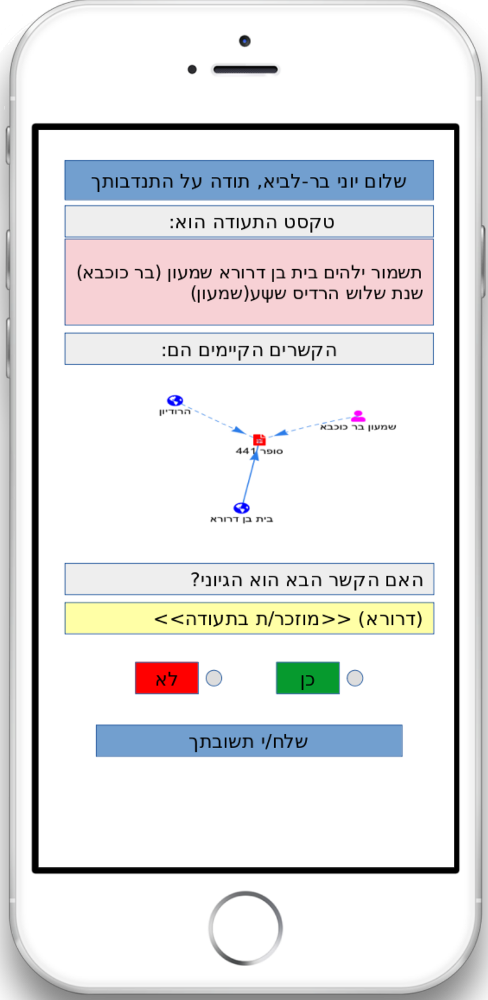 שלום יוני בר-לביא, תודה על התנדבותך
טקסט התעודה הוא:
תשמור ילהים בית בן דרורא שמעון (בר כוכבא)
שנת שלוש הרדיס ששע(שמעון)
הקשרים הקיימים הם:
הרודיון
שמעון בר כוכבא
סופר 441
בית בן דרורא
האם הקשר הבא הוא הגיוני?
(דרורא) <<מוזכר/ת בתעודה>>
כן
לא
שלח/י תשובתך